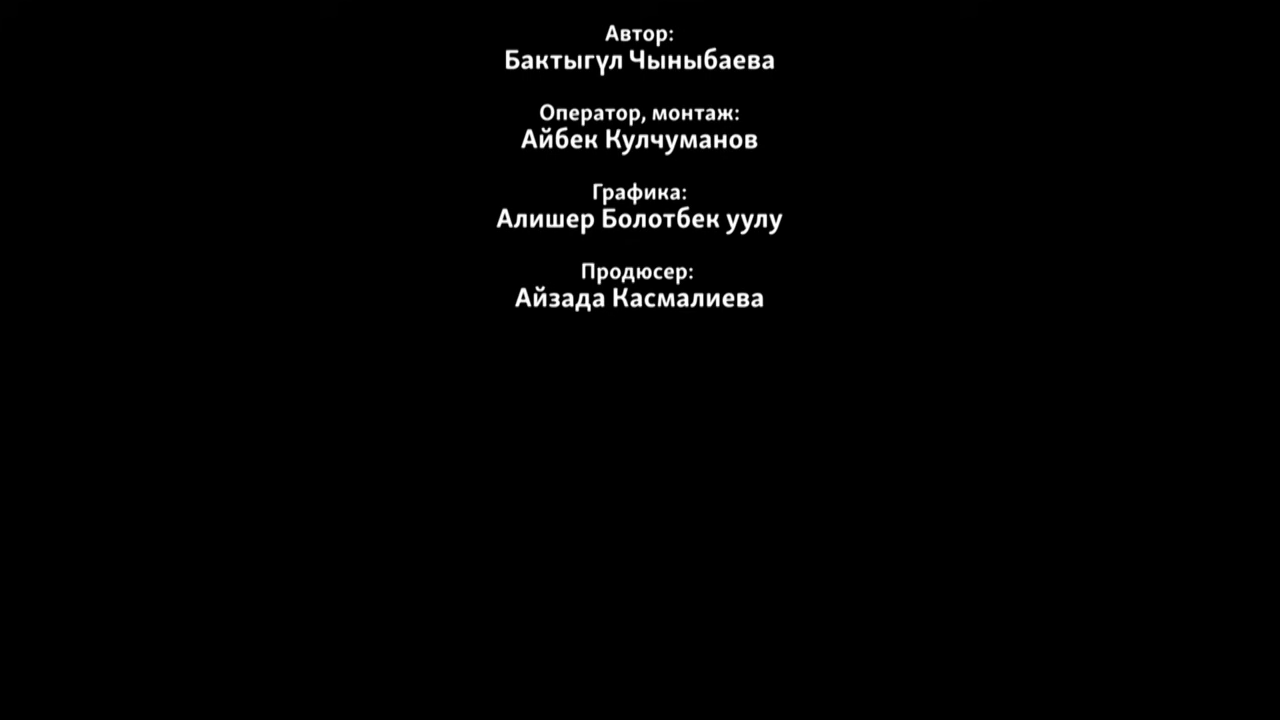 Автор:
Бактыгүл Чыныбаева
Оператор, монтаж:
Айбек Кулчуманов
Графика:
Алишер Болотбек уулу
Продюсер:
Айзада Касмалиева